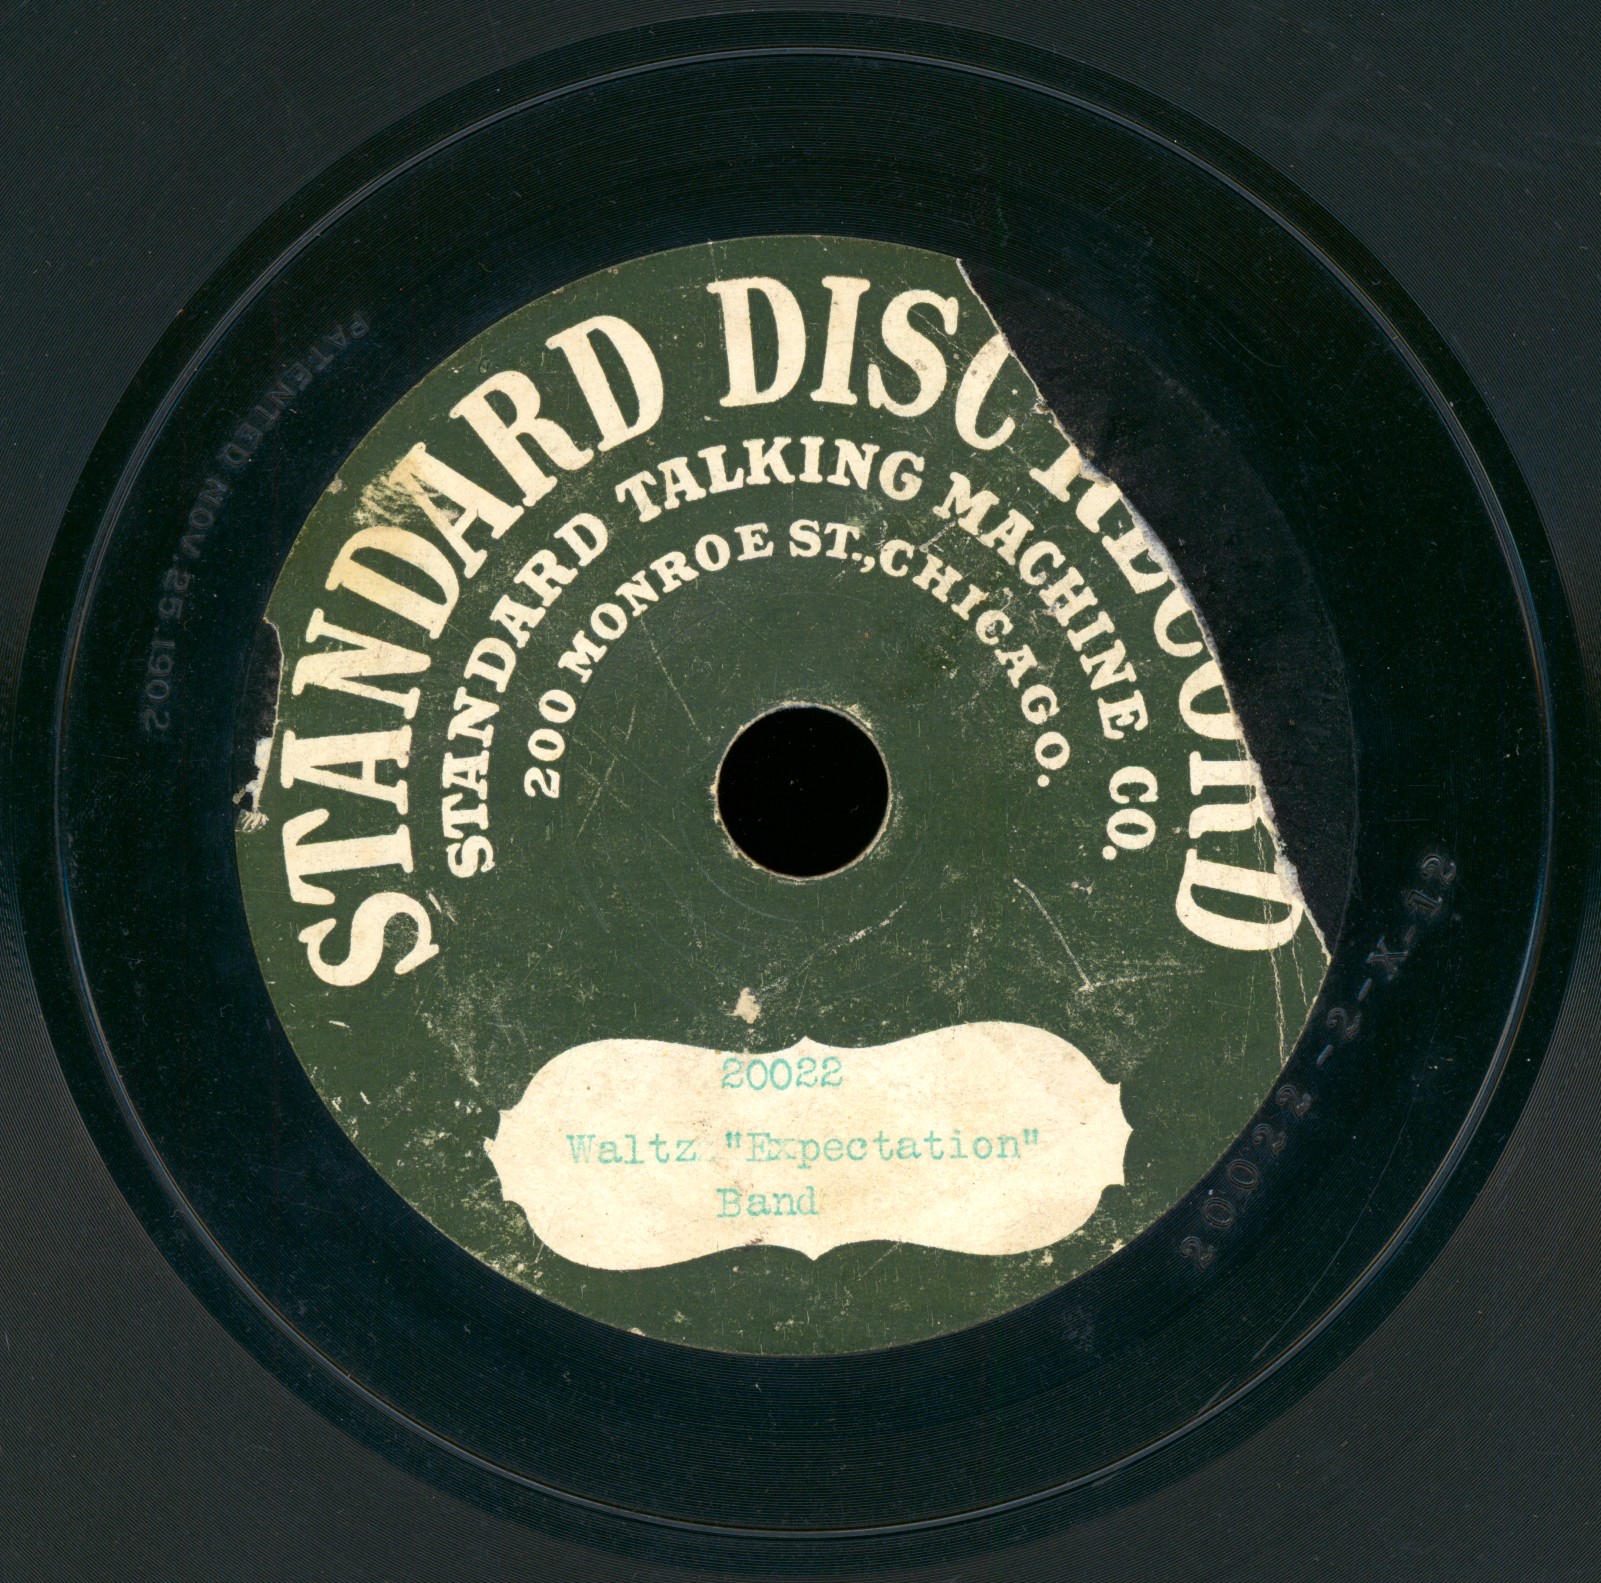 STANDARD DISC RECORD
STANDARD TALKING MACHINE CO.
200 MONROE ST., CHICAGO.
20022
Waltz "Expectation"
Band
PATENTED NOV. 25 1902
20022-2-X-12